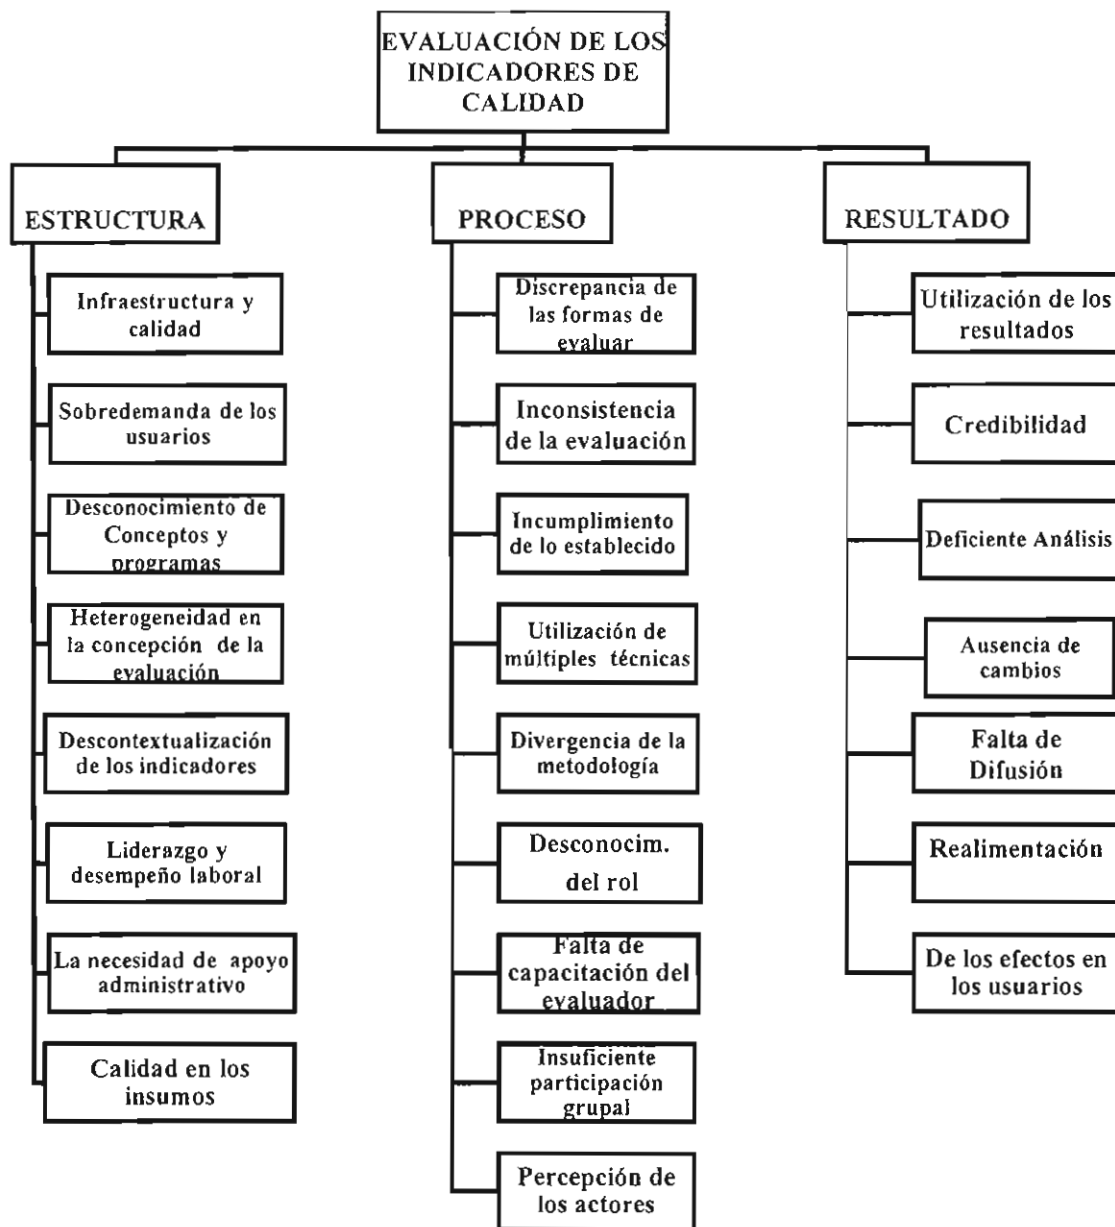 EVALUACIÓN DE LOS
INDICADORES DE
CALIDAD
ESTRUCTURA
Infraestructura y
calidad
Sobredemanda de los
usuarios
Desconocimiento de
Conceptos y
programas
Heterogeneidad en
la concepción de la
evaluación
Descontextualización
de los indicadores
Liderazgo y
desempeño laboral
La necesidad de apoyo
administrativo
Calidad en los
insumos
PROCESO
Discrepancia de
las formas de
evaluar
Inconsistencia
de la evaluación
Incumplimiento
de lo establecido
Utilización de
múltiples técnicas
Divergencia de la
metodología
Desconocim.
del rol
Falta de
capacitación del
evaluador
Insuficiente
participación
grupal
Percepción de
los actores
RESULTADO
Utilización de los
resultados
Credibilidad
Deficiente Análisis
Ausencia de
cambios
Falta de
Difusión
Realimentación
De los efectos en
los usuarios